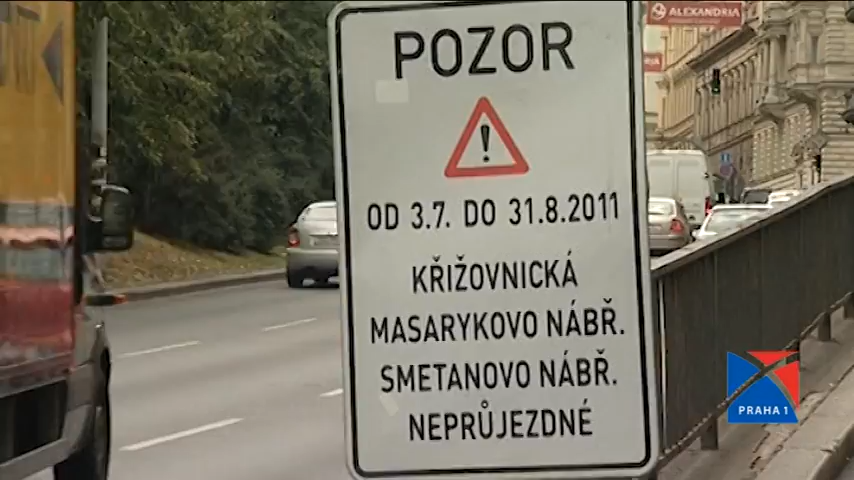 ALEXANDRIA
POZOR
!
OD 3.7. DO 31.8.2011
KŘIŽOVNICKÁ
MASARYKOVO NÁBŘ.
SMETANOVO NÁBŘ.
NEPRŮJEZDNÉ
PRAHA 1